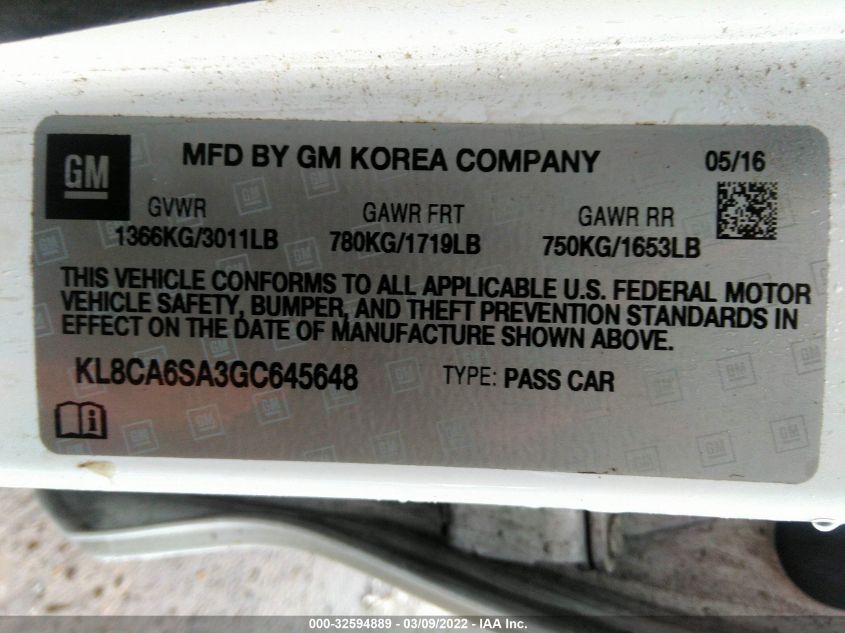 GM
MFD BY GM KOREA COMPANY
05/16
GVWR
GAWR FRT
GAWR RR
1366KG/3011LB
780KG/1719LB
750KG/1653LB
THIS VEHICLE CONFORMS TO ALL APPLICABLE U.S. FEDERAL MOTOR
VEHICLE SAFETY, BUMPER, AND THEFT PREVENTION STANDARDS IN
EFFECT ON THE DATE OF MANUFACTURE SHOWN ABOVE.
KL8CA6SA3GC645648
TYPE: PASS CAR
000-32594889 - 03/09/2022 - IAA Inc.